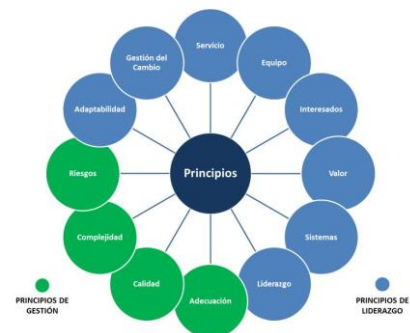 Servicio
Equipo
Interesados
Valor
Sistemas
Liderazgo
Adecuación
Calidad
Complejidad
Riesgos
Adaptabilidad
Gestión del
Cambio
Principios
PRINCIPIOS DE
GESTIÓN
PRINCIPIOS DE
LIDERAZGO